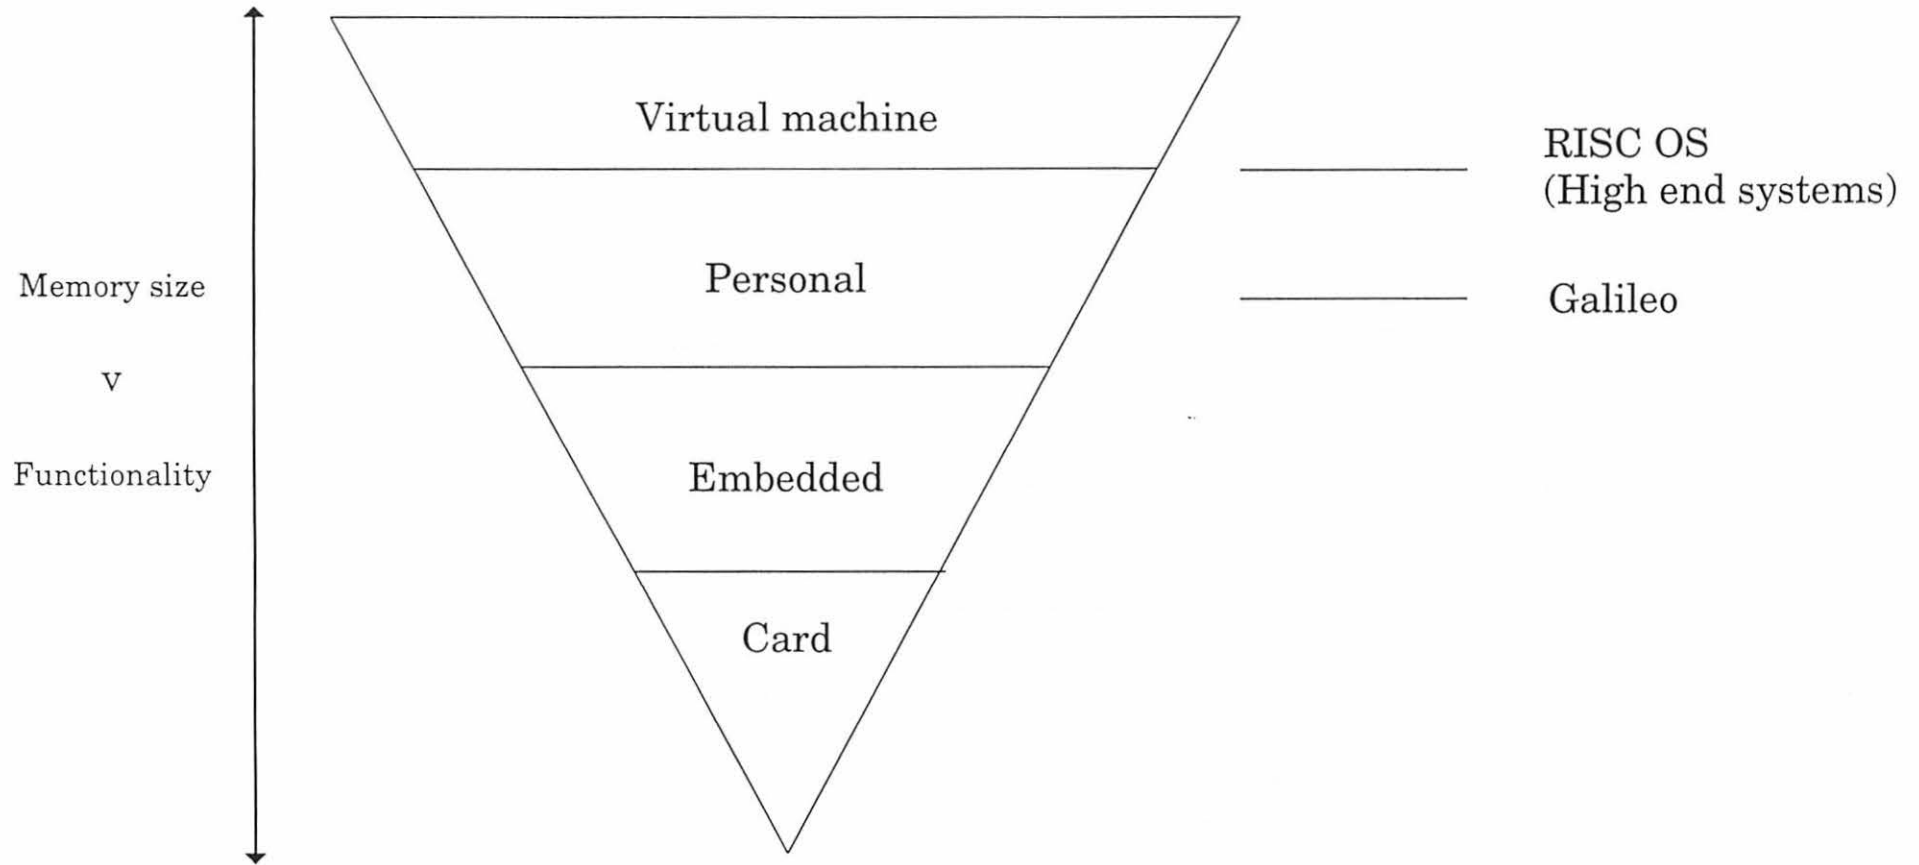 Virtual machine
RISC OS
(High end systems)
Personal
Memory size
Galileo
v
Functionality
Embedded
Card